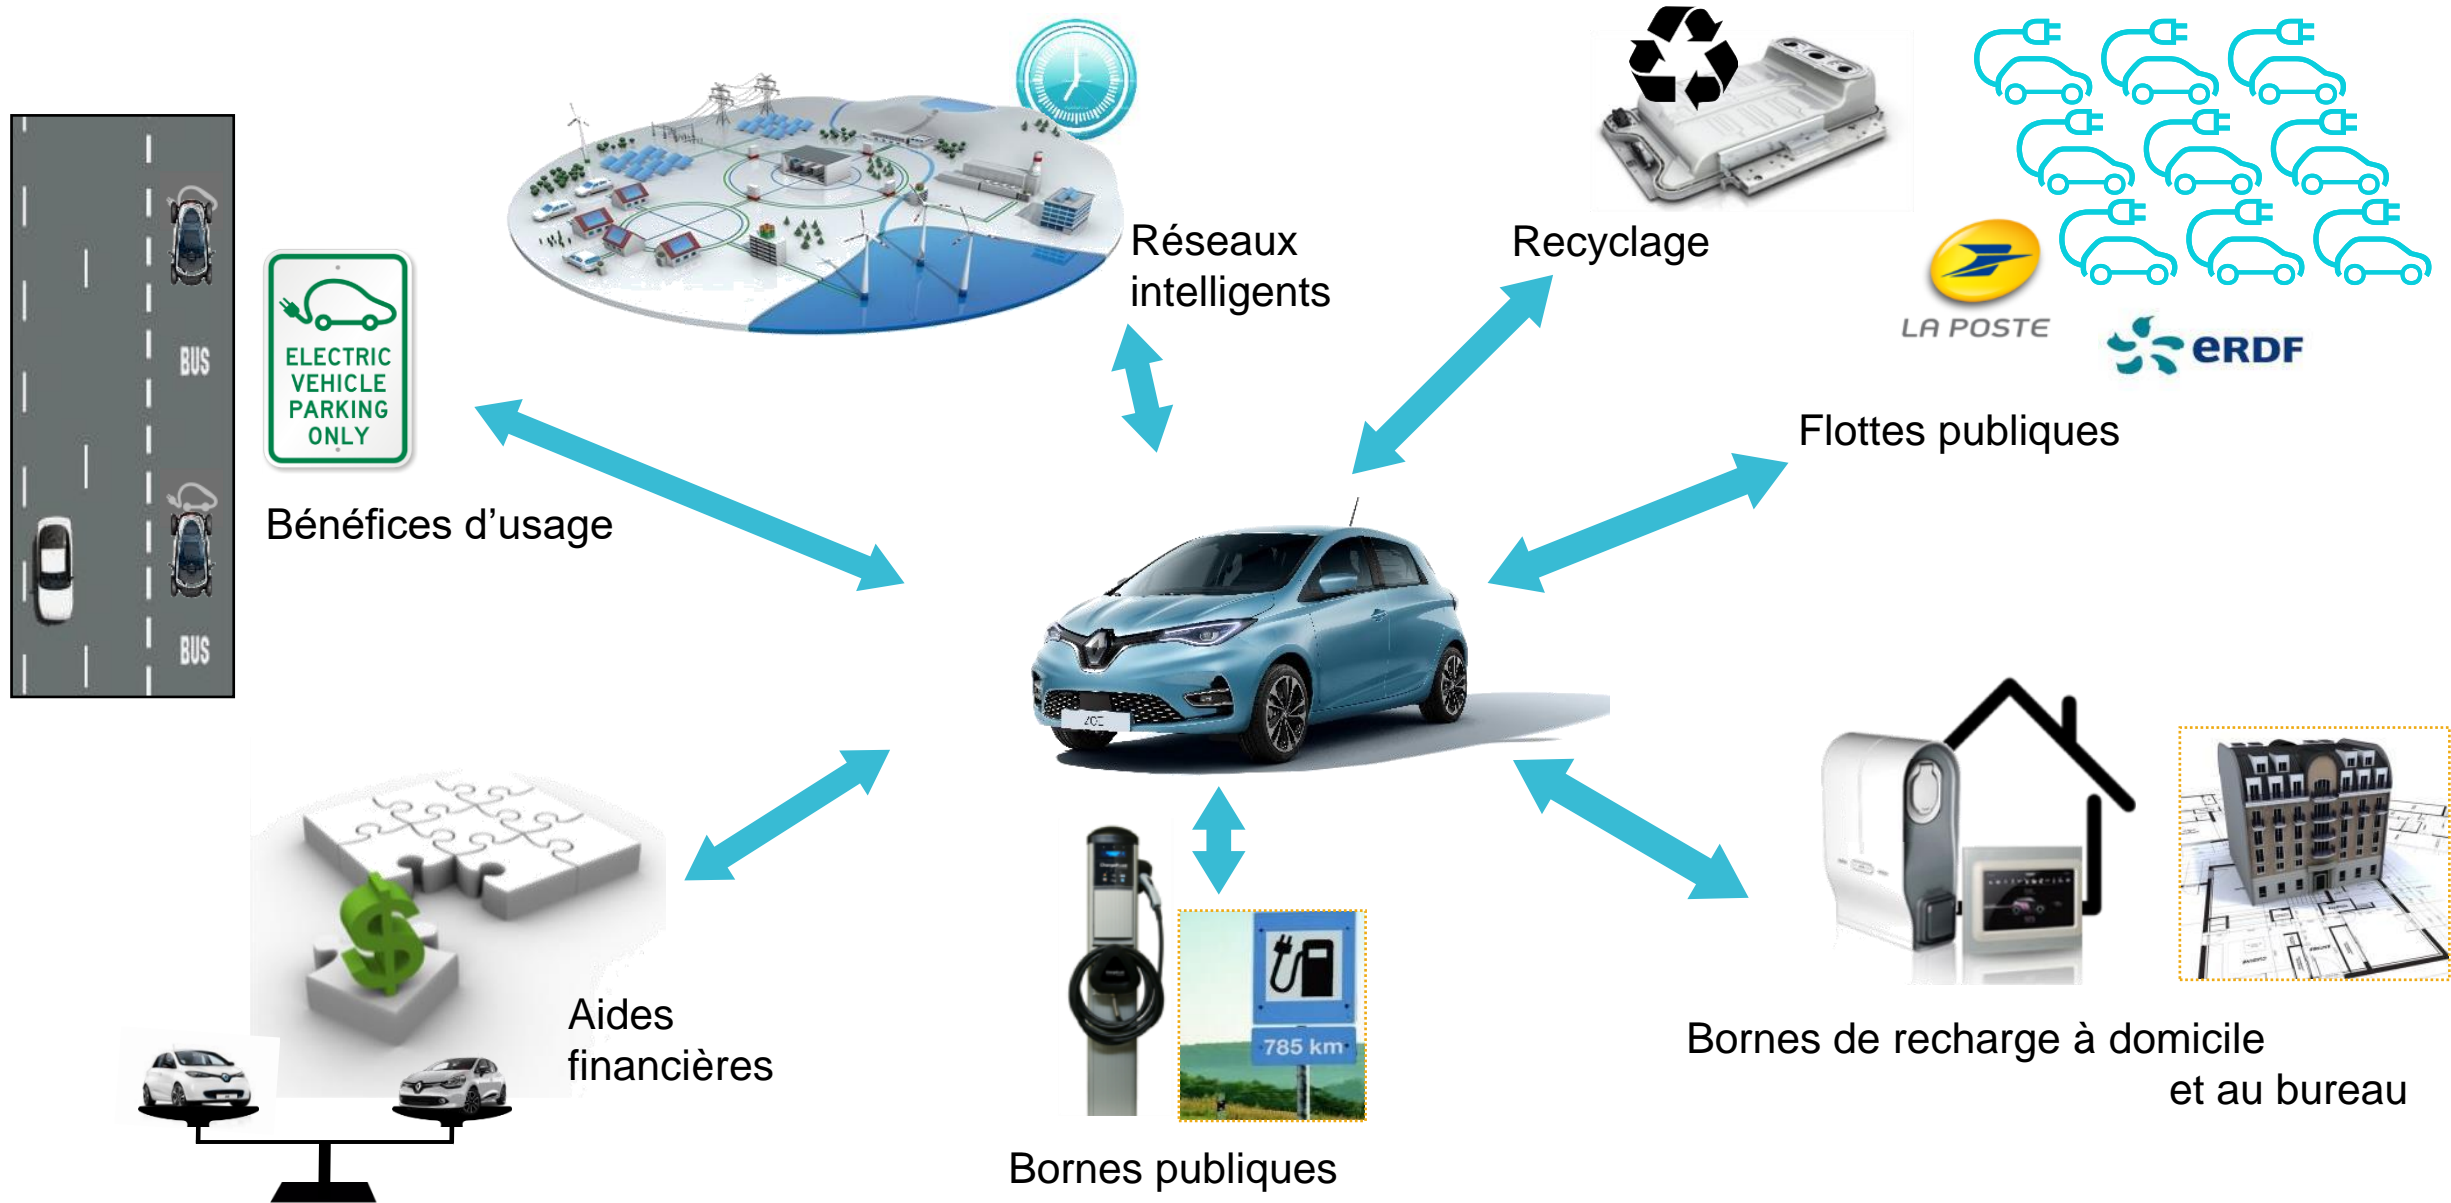 Réseaux
intelligents
Recyclage
LA POSTE
eRDF
Flottes publiques
BUS
BUS
ELECTRIC
VEHICLE
PARKING
ONLY
Bénéfices d’usage
ZOE
Aides
financières
785 km
Bornes publiques
Bornes de recharge à domicile
et au bureau